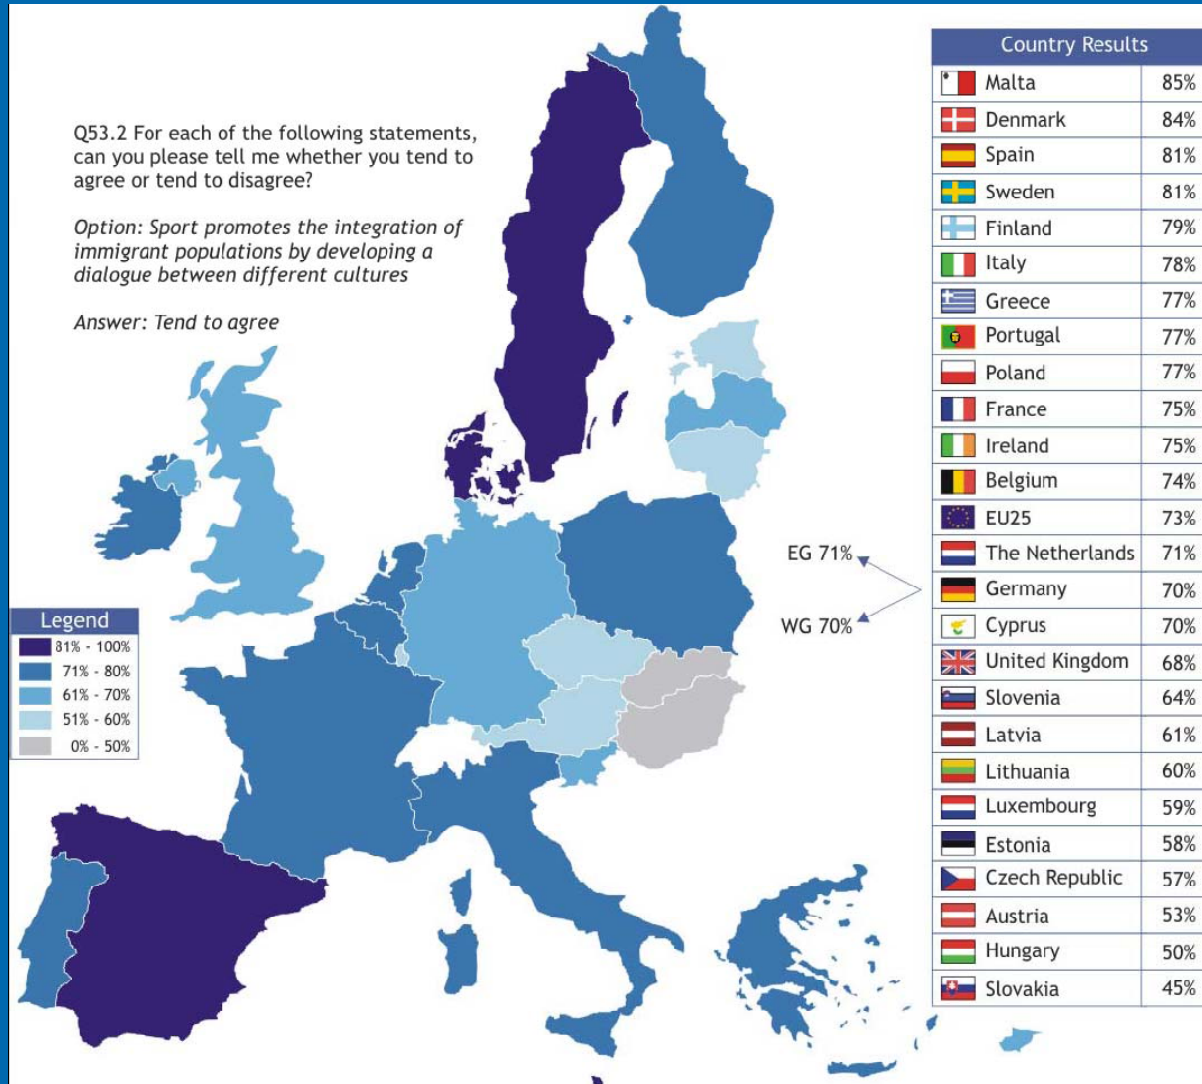 Q53.2 For each of the following statements,
can you please tell me whether you tend to
agree or tend to disagree?
Option: Sport promotes the integration of
immigrant populations by developing a
dialogue between different cultures
Answer: Tend to agree
Legend
81% - 100%
71% - 80%
61% - 70%
51% - 60%
0% - 50%
EG 71%
WG 70%
Country Results
Malta 85%
Denmark 84%
Spain 81%
Sweden 81%
Finland 79%
Italy 78%
Greece 77%
Portugal 77%
Poland 77%
France 75%
Ireland 75%
Belgium 74%
EU25 73%
The Netherlands 71%
Germany 70%
Cyprus 70%
United Kingdom 68%
Slovenia 64%
Latvia 61%
Lithuania 60%
Luxembourg 59%
Estonia 58%
Czech Republic 57%
Austria 53%
Hungary 50%
Slovakia 45%